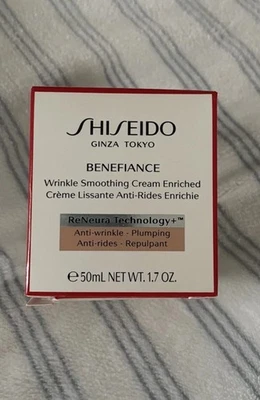 SHISEIDO
GINZA TOKYO
BENEFIANCE
Wrinkle Smoothing Cream Enriched
Crème Lissante Anti-Rides Enrichie
ReNeura Technology+™
Anti-wrinkle · Plumping
Anti-rides · Repulpant
℮50mL NET WT. 1.7 OZ.